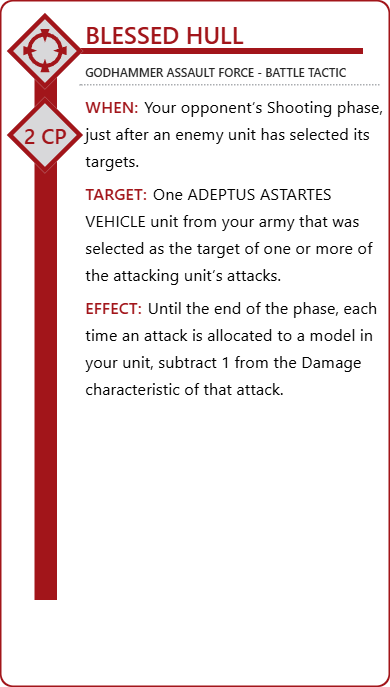 BLESSED HULL
GODHAMMER ASSAULT FORCE - BATTLE TACTIC
2 CP
WHEN: Your opponent's Shooting phase,
just after an enemy unit has selected its
targets.
TARGET: One ADEPTUS ASTARTES
VEHICLE unit from your army that was
selected as the target of one or more of
the attacking unit's attacks.
EFFECT: Until the end of the phase, each
time an attack is allocated to a model in
your unit, subtract 1 from the Damage
characteristic of that attack.